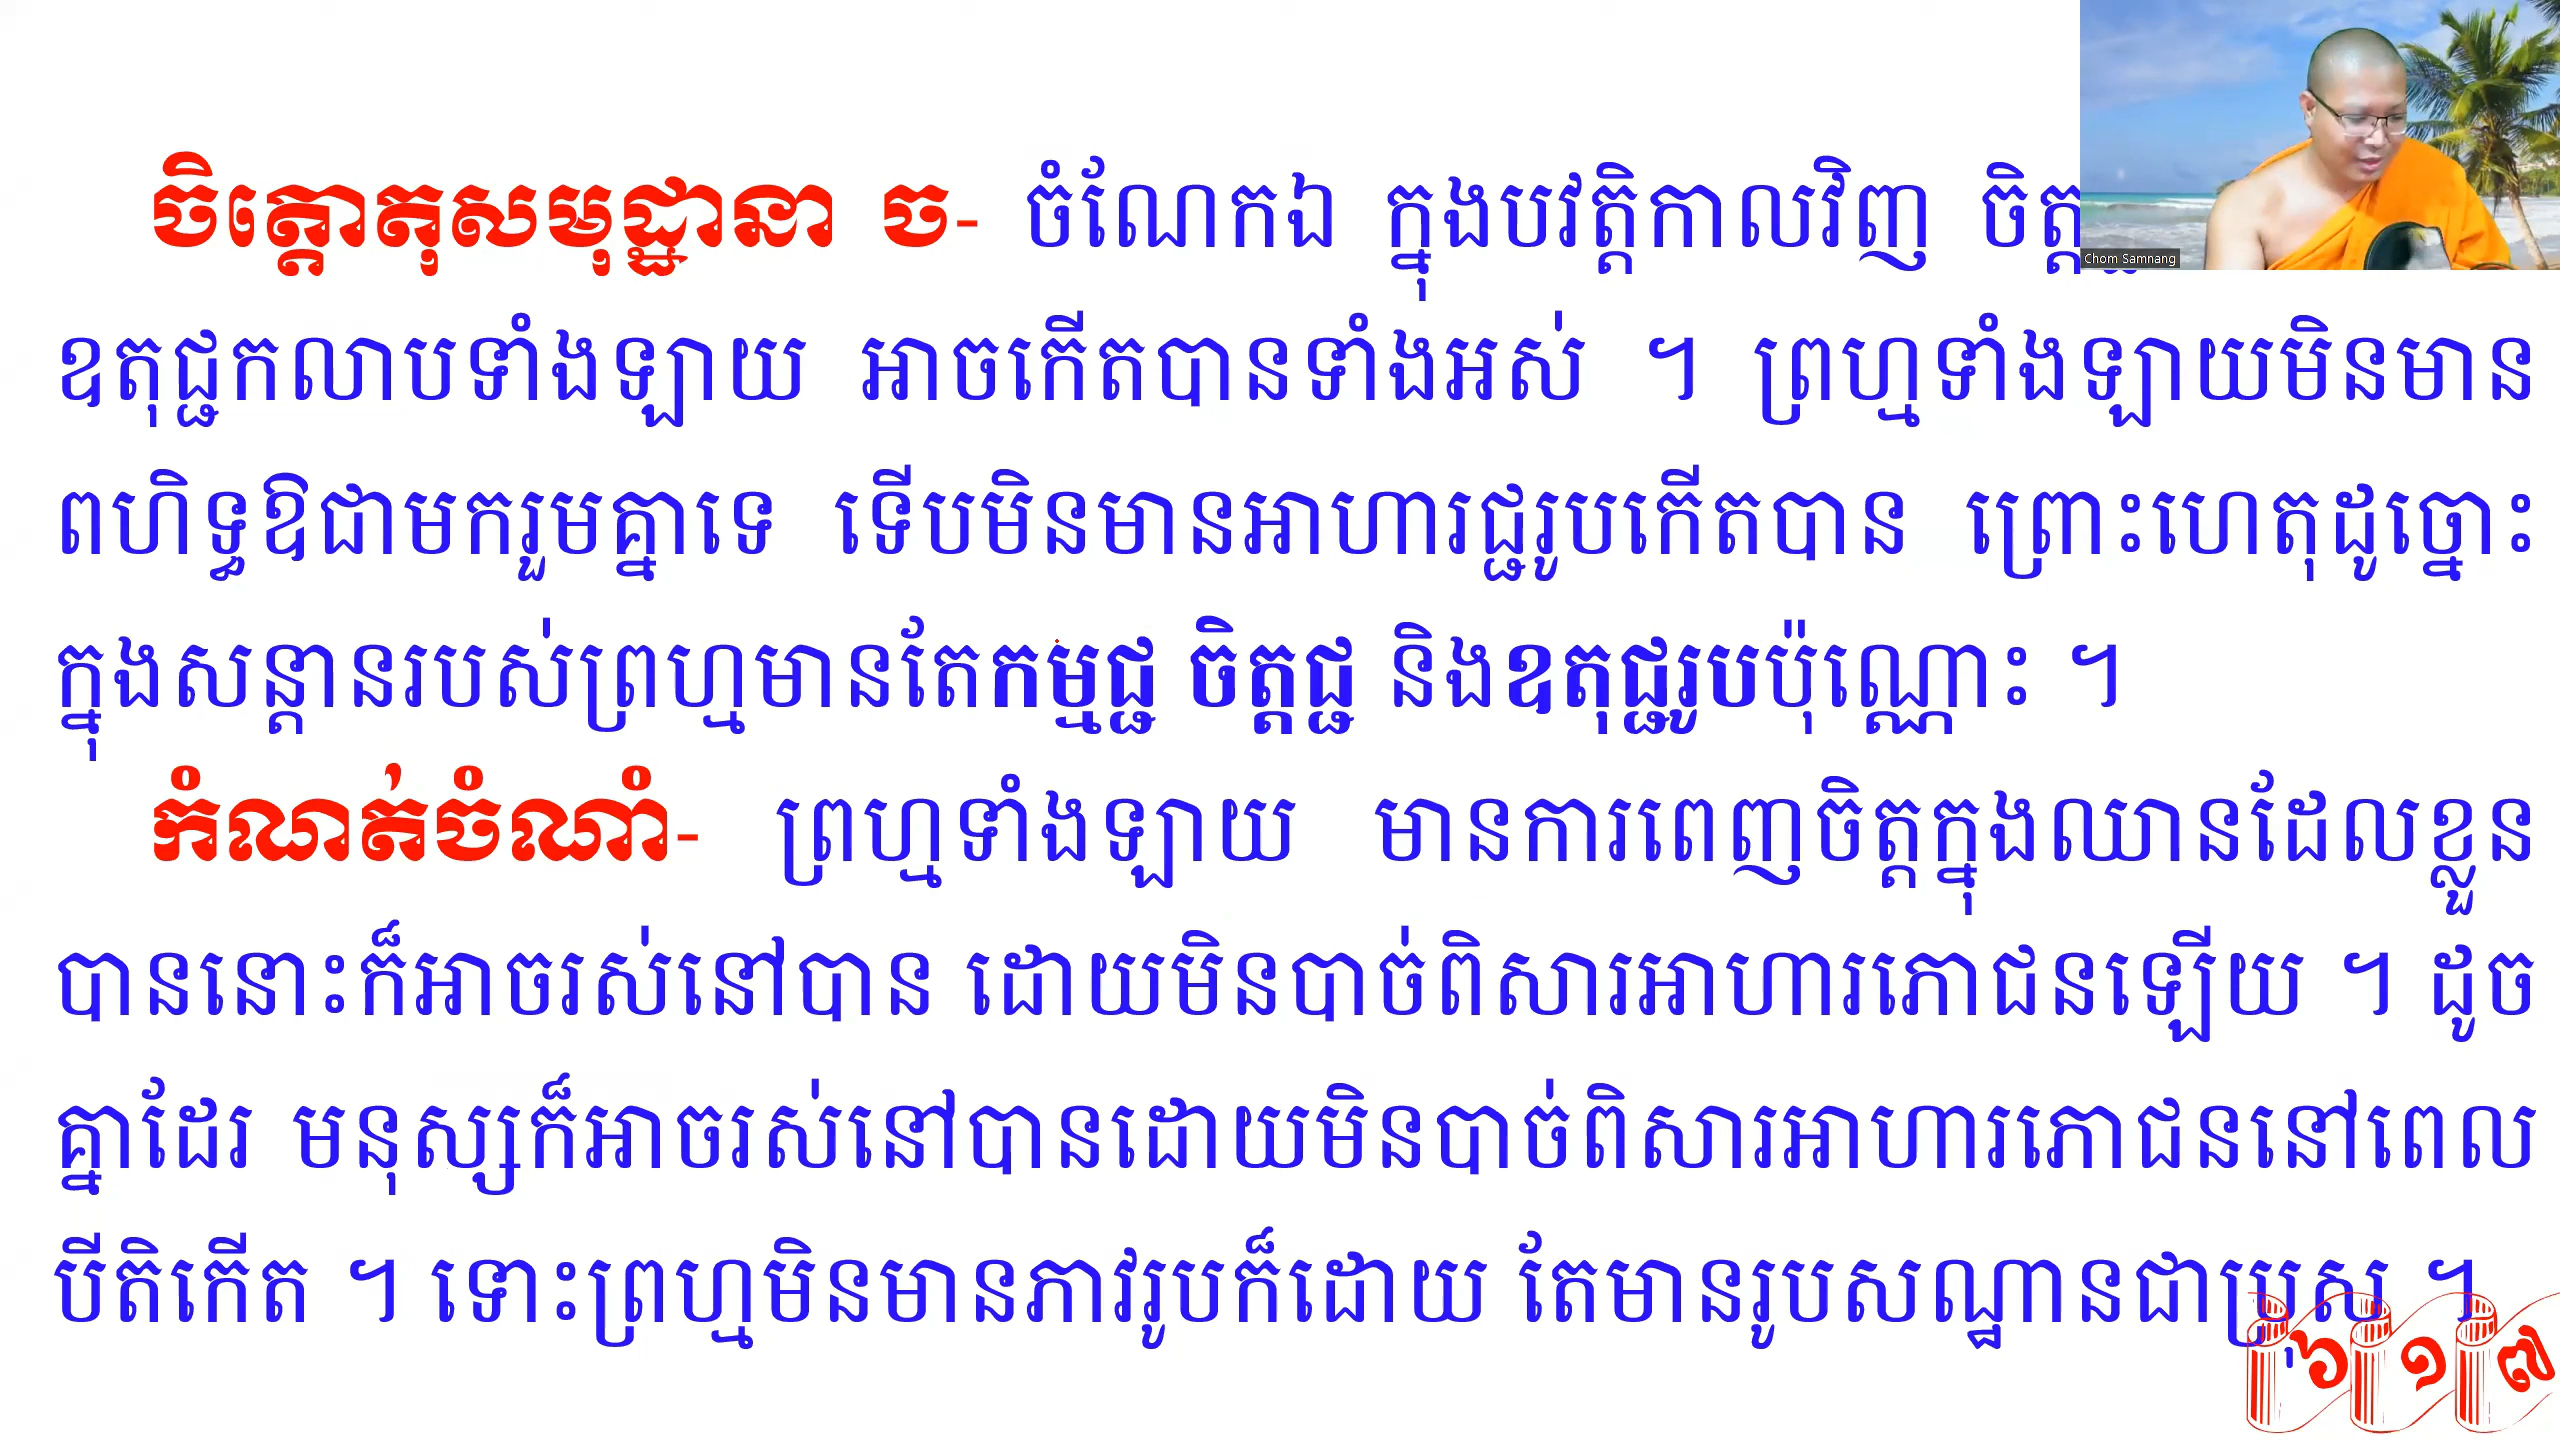 ចិត្តោតុសមុដ្ឋានា ច- ចំណែកឯ ក្នុងបវត្តិកាលវិញ
Chom Samnang
ឧតុជ្ជកលាបទាំងឡាយ អាចកើតបានទាំងអស់ ។ ព្រហ្មទាំងឡាយមិនមាន
ពហិទ្ធឱជាមករួមគ្នាទេ ទើបមិនមានអាហារជ្ជរូបកើតបាន ព្រោះហេតុដូច្នោះ
ក្នុងសន្តានរបស់ព្រហ្មមានតែកម្មជ្ជ ចិត្តជ្ជ និងឧតុជ្ជរូបប៉ុណ្ណោះ ។
កំណត់ចំណាំ- ព្រហ្មទាំងឡាយ មានការពេញចិត្តក្នុងឈានដែលខ្លួន
បាននោះក៏អាចរស់នៅបាន ដោយមិនបាច់ពិសារអាហារភោជនឡើយ ។ ដូច
គ្នាដែរ មនុស្សក៏អាចរស់នៅបានដោយមិនបាច់ពិសារអាហារភោជននៅពេល
បីតិកើត ។ ទោះព្រហ្មមិនមានភាវរូបក៏ដោយ តែមានរូបសណ្ឋានជាប្រុស ។
៦១៧